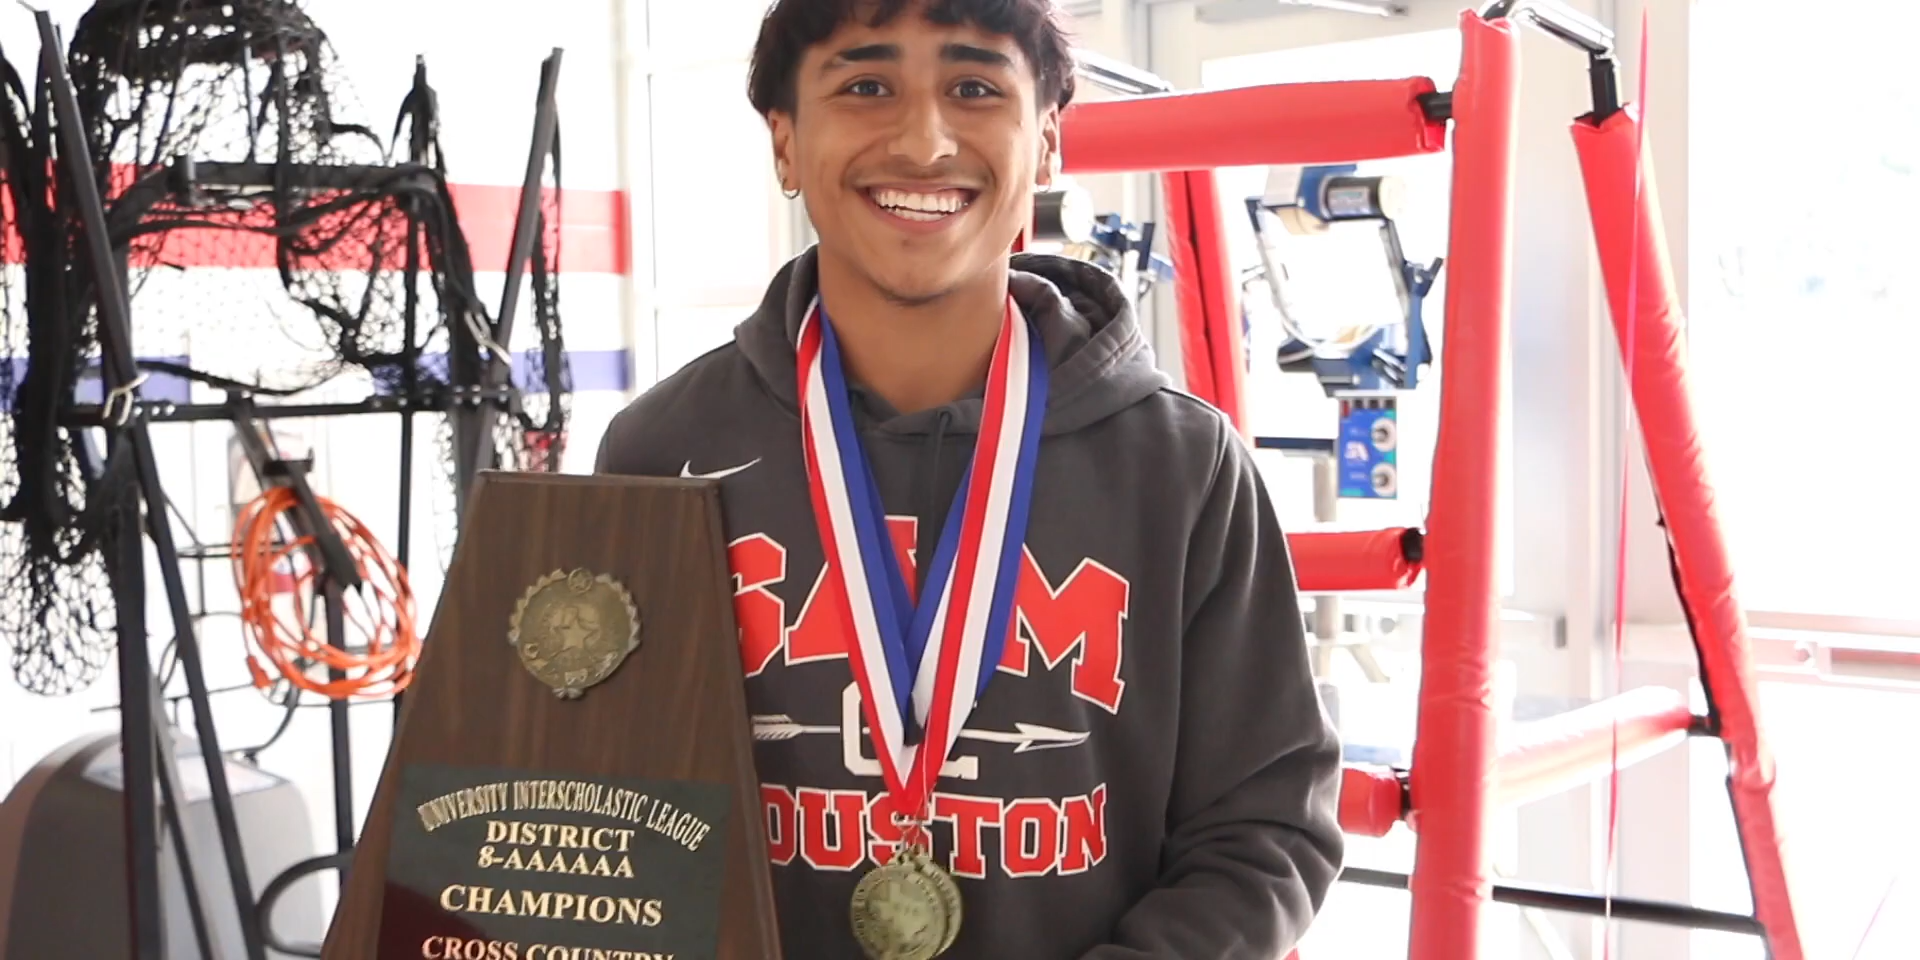 UNIVERSITY INTERSCHOLASTIC LEAGUE
DISTRICT
8-AAAAAA
CHAMPIONS
CROSS COUNTRY
SAM
HOUSTON